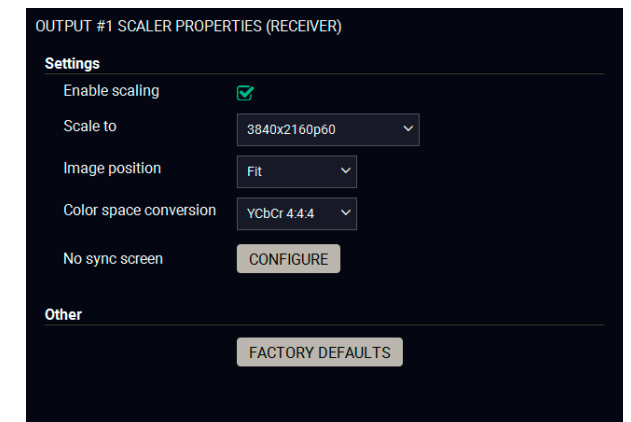 OUTPUT #1 SCALER PROPERTIES (RECEIVER)
Settings
Enable scaling
Scale to 3840x2160p60
Image position Fit
Color space conversion YCbCr 4:4:4
No sync screen CONFIGURE
Other
FACTORY DEFAULTS